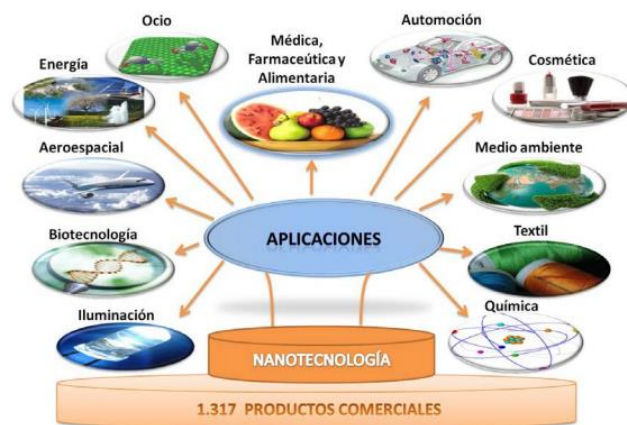 Ocio
Automoción
Médica,
Farmaceútica y
Alimentaria
Energía
Cosmética
Aeroespacial
Medio ambiente
APLICACIONES
Biotecnología
Textil
Iluminación
Química
NANOTECNOLOGÍA
1.317 PRODUCTOS COMERCIALES